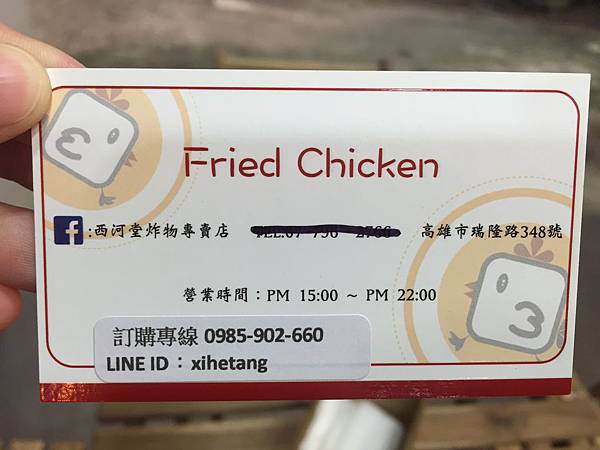 Fried Chicken
f:西河堂炸物專賣店 高雄市瑞隆路348號
營業時間:PM 15:00 ~ PM 22:00
訂購專線 0985-902-660
LINE ID:xihetang